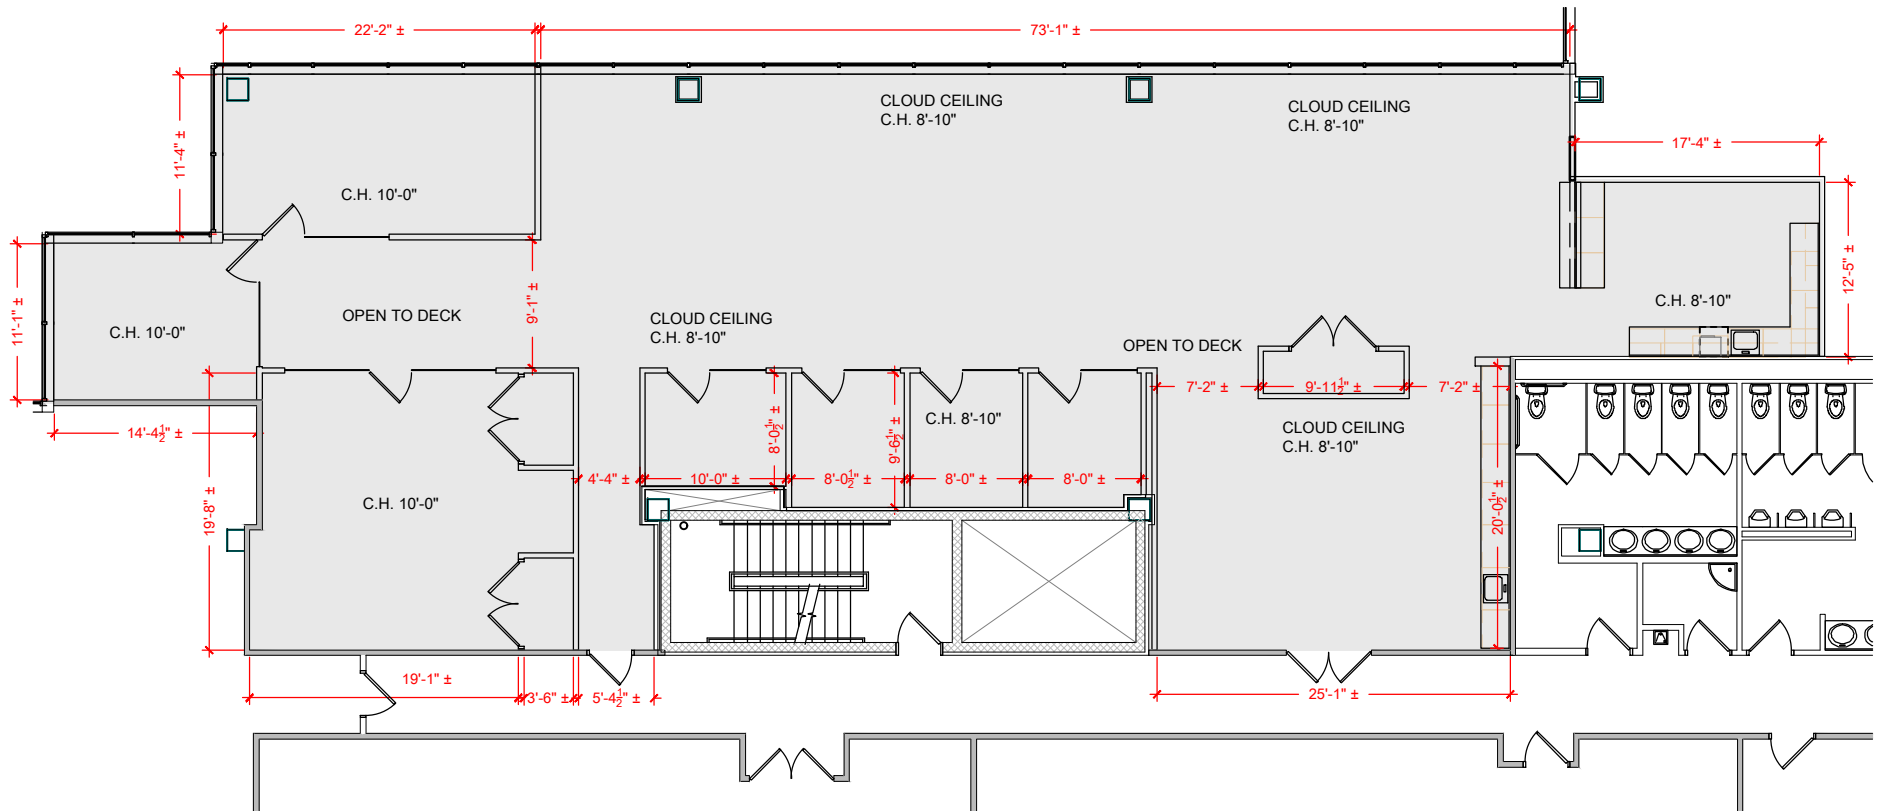 22'-2" ±
73'-1" ±
CLOUD CEILING
C.H. 8'-10"
CLOUD CEILING
C.H. 8'-10"
11'-4" ±
17'-4" ±
C.H. 10'-0"
12'-5" ±
11'-1" ±
C.H. 10'-0"
OPEN TO DECK
9'-1" ±
CLOUD CEILING
C.H. 8'-10"
C.H. 8'-10"
OPEN TO DECK
7'-2" ±
9'-11½" ±
7'-2" ±
14'-4½" ±
8'-0½" ±
9'-6½" ±
C.H. 8'-10"
CLOUD CEILING
C.H. 8'-10"
19'-8" ±
C.H. 10'-0"
4'-4" ±
10'-0" ±
8'-0½" ±
8'-0" ±
8'-0" ±
20'-0½" ±
19'-1" ±
3'-6" ±
5'-4½" ±
25'-1" ±